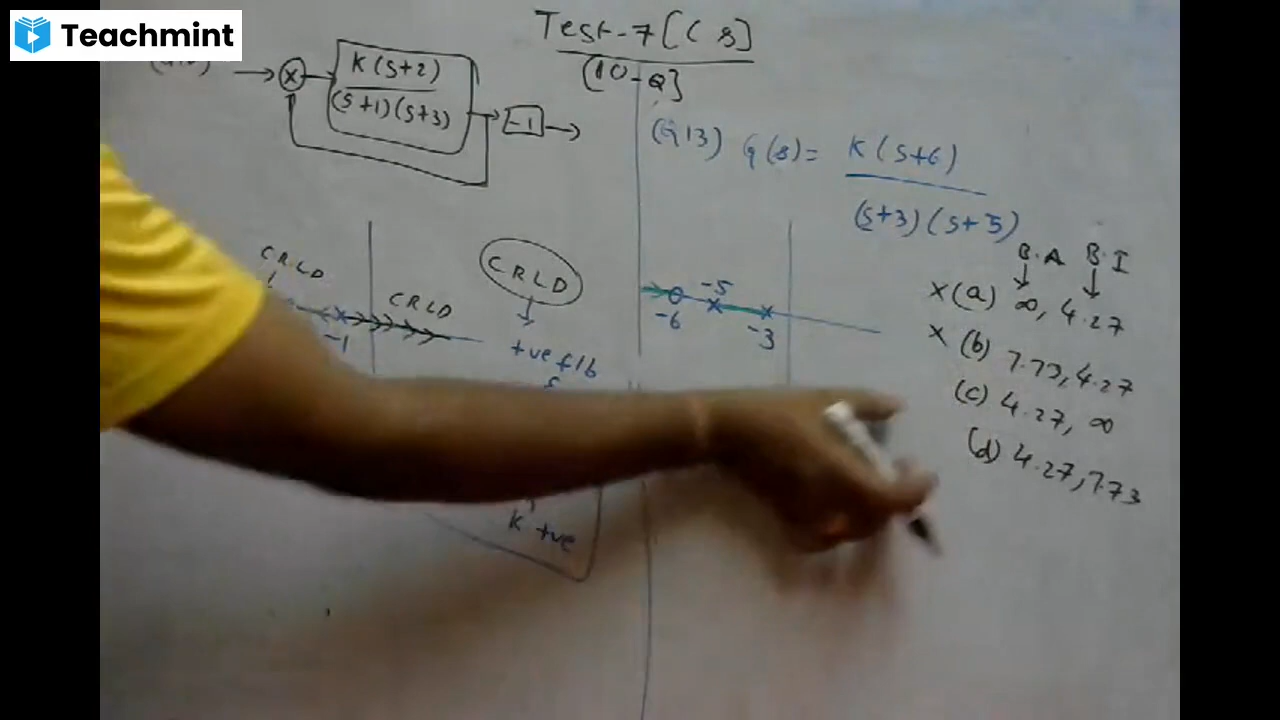 Teachmint
Test-7 [C s]
(10-Q]
K(s+2)
(s+1)(s+3)
-1
(Q13) G(s) = K(s+6)
(s+3)(s+5)
B.A B.I
X (a) ∞, 4.27
X (b) 7.73, 4.27
(c) 4.27, ∞
(d) 4.27, 7.73
CRLD
CRLD
-1
CRLD
+ve f/b
K +ve
-5
-6
-3